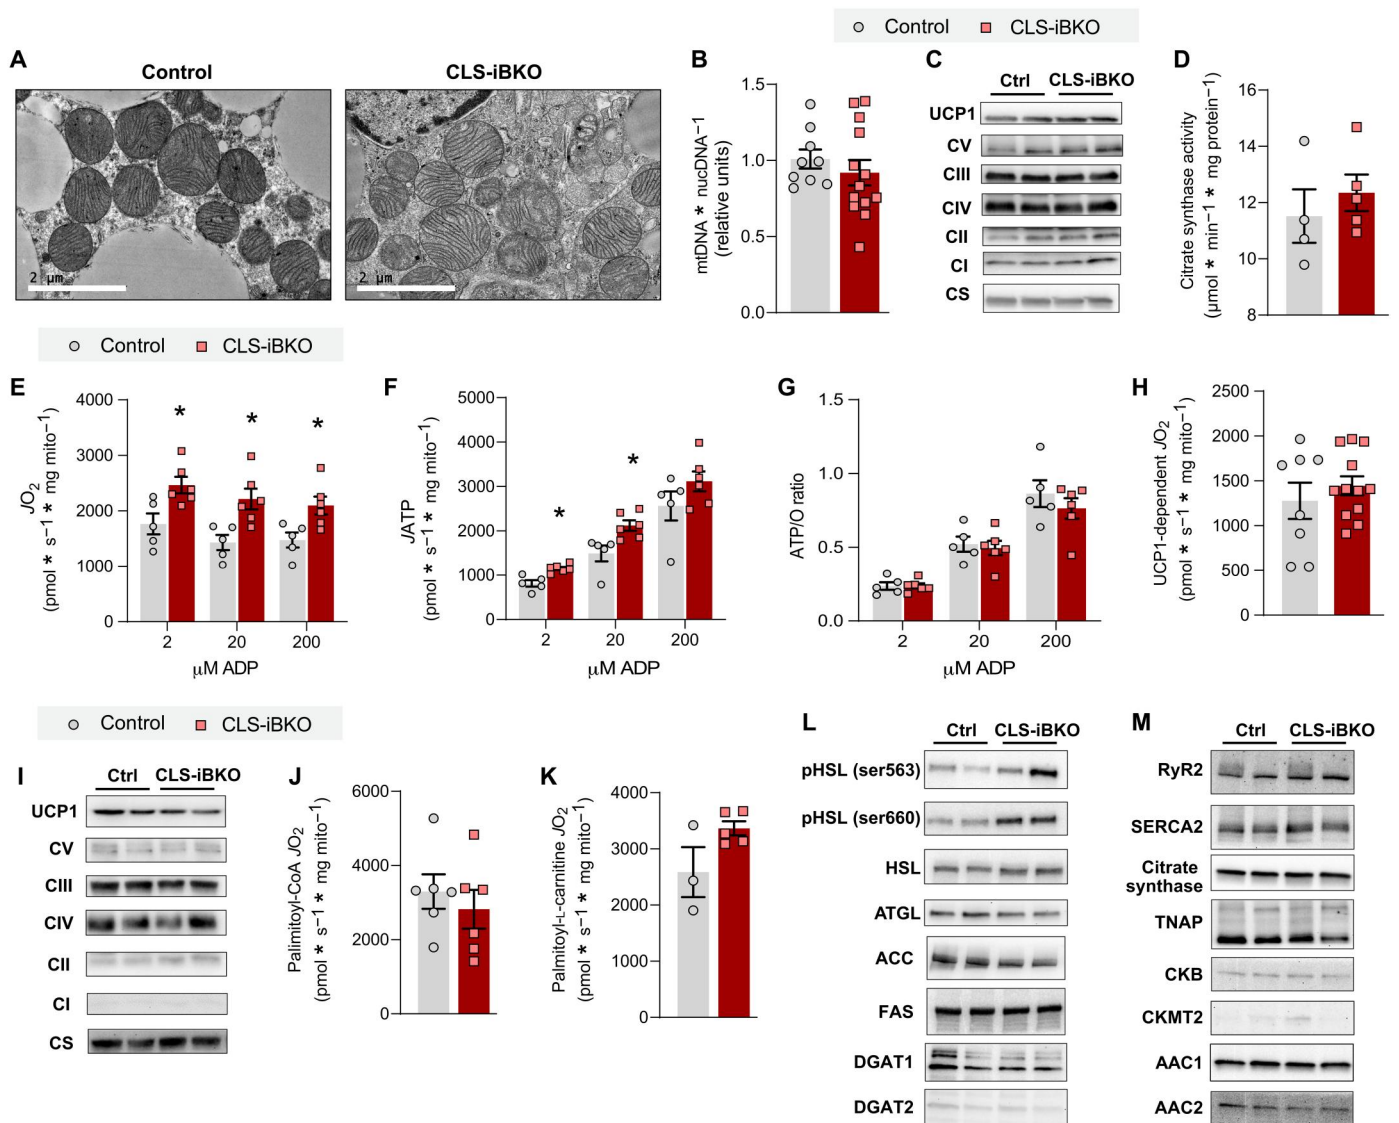 Control CLS-iBKO
A
Control CLS-iBKO
2 µm 2 µm
B
mtDNA * nucDNA⁻¹
(relative units)
1.5
1.0
0.5
0.0
C
Ctrl CLS-iBKO
UCP1
CV
CIII
CIV
CII
CI
CS
D
Citrate synthase activity
(µmol * min⁻¹ * mg protein⁻¹)
16
14
12
10
8
Control CLS-iBKO
E
JO₂
(pmol * s⁻¹ * mg mito⁻¹)
4000
3000
2000
1000
0
* * *
2 20 200
µM ADP
F
JATP
(pmol * s⁻¹ * mg mito⁻¹)
5000
4000
3000
2000
1000
0
* *
2 20 200
µM ADP
G
ATP/O ratio
1.5
1.0
0.5
0.0
2 20 200
µM ADP
H
UCP1-dependent JO₂
(pmol * s⁻¹ * mg mito⁻¹)
2500
2000
1500
1000
500
0
Control CLS-iBKO
I
Ctrl CLS-iBKO
UCP1
CV
CIII
CIV
CII
CI
CS
J
Palimitoyl-CoA JO₂
(pmol * s⁻¹ * mg mito⁻¹)
6000
4000
2000
0
K
Palmitoyl-L-carnitine JO₂
(pmol * s⁻¹ * mg mito⁻¹)
4000
3000
2000
1000
0
L
Ctrl CLS-iBKO
pHSL (ser563)
pHSL (ser660)
HSL
ATGL
ACC
FAS
DGAT1
DGAT2
M
Ctrl CLS-iBKO
RyR2
SERCA2
Citrate
synthase
TNAP
CKB
CKMT2
AAC1
AAC2